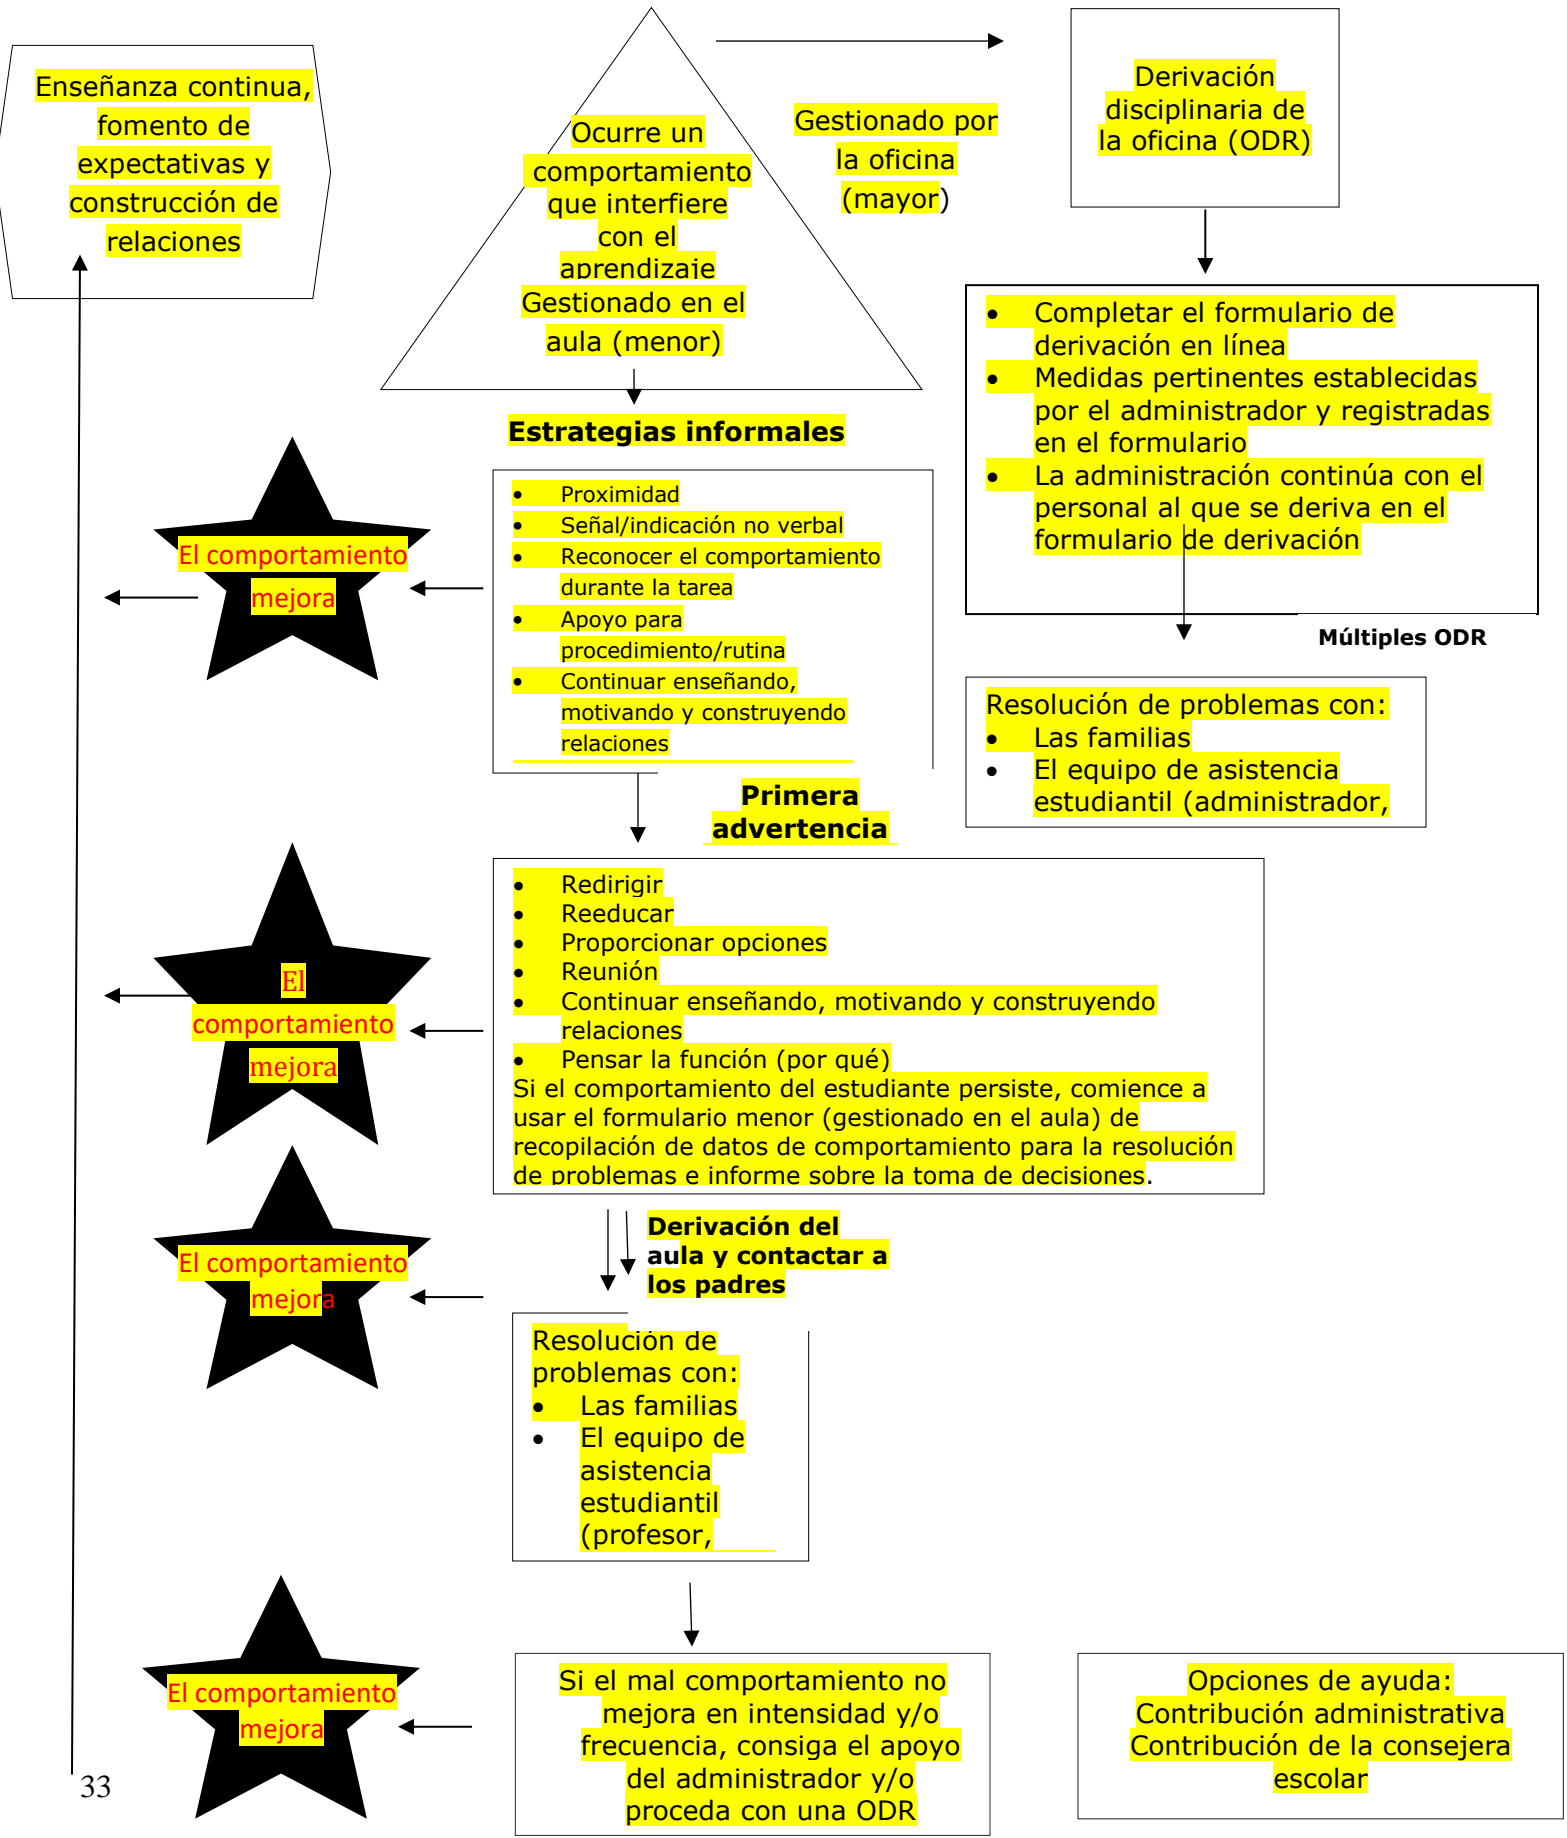 Enseñanza continua,
fomento de
expectativas y
construcción de
relaciones
Ocurre un
comportamiento
que interfiere
con el
aprendizaje
Gestionado en el
aula (menor)
Gestionado por
la oficina
(mayor)
Derivación
disciplinaria de
la oficina (ODR)
• Completar el formulario de
derivación en línea
• Medidas pertinentes establecidas
por el administrador y registradas
en el formulario
• La administración continúa con el
personal al que se deriva en el
formulario de derivación
Múltiples ODR
Resolución de problemas con:
• Las familias
• El equipo de asistencia
estudiantil (administrador,
Estrategias informales
• Proximidad
• Señal/indicación no verbal
• Reconocer el comportamiento
durante la tarea
• Apoyo para
procedimiento/rutina
• Continuar enseñando,
motivando y construyendo
relaciones
El comportamiento
mejora
Primera
advertencia
• Redirigir
• Reeducar
• Proporcionar opciones
• Reunión
• Continuar enseñando, motivando y construyendo
relaciones
• Pensar la función (por qué)
Si el comportamiento del estudiante persiste, comience a
usar el formulario menor (gestionado en el aula) de
recopilación de datos de comportamiento para la resolución
de problemas e informe sobre la toma de decisiones.
El
comportamiento
mejora
Derivación del
aula y contactar a
los padres
El comportamiento
mejora
Resolución de
problemas con:
• Las familias
• El equipo de
asistencia
estudiantil
(profesor,
El comportamiento
mejora
Si el mal comportamiento no
mejora en intensidad y/o
frecuencia, consiga el apoyo
del administrador y/o
proceda con una ODR
Opciones de ayuda:
Contribución administrativa
Contribución de la consejera
escolar
33